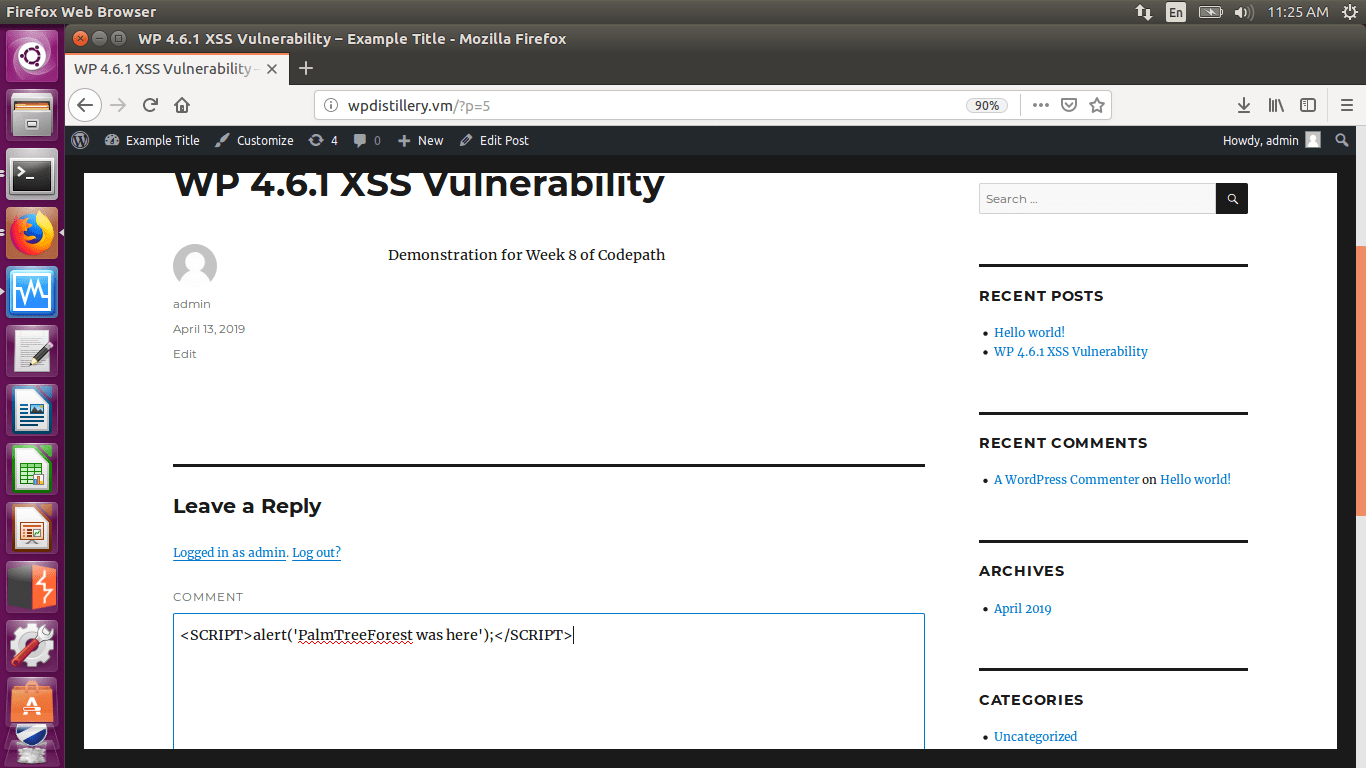 Firefox Web Browser
En
11:25 AM
WP 4.6.1 XSS Vulnerability – Example Title - Mozilla Firefox
WP 4.6.1 XSS Vulnerability –
wpdistillery.vm/?p=5
90%
Example Title
Customize
4
0
New
Edit Post
Howdy, admin
WP 4.6.1 XSS Vulnerability
Search ...
Demonstration for Week 8 of Codepath
admin
April 13, 2019
Edit
Leave a Reply
Logged in as admin. Log out?
COMMENT
<SCRIPT>alert('PalmTreeForest was here');</SCRIPT>
RECENT POSTS
Hello world!
WP 4.6.1 XSS Vulnerability
RECENT COMMENTS
A WordPress Commenter on Hello world!
ARCHIVES
April 2019
CATEGORIES
Uncategorized